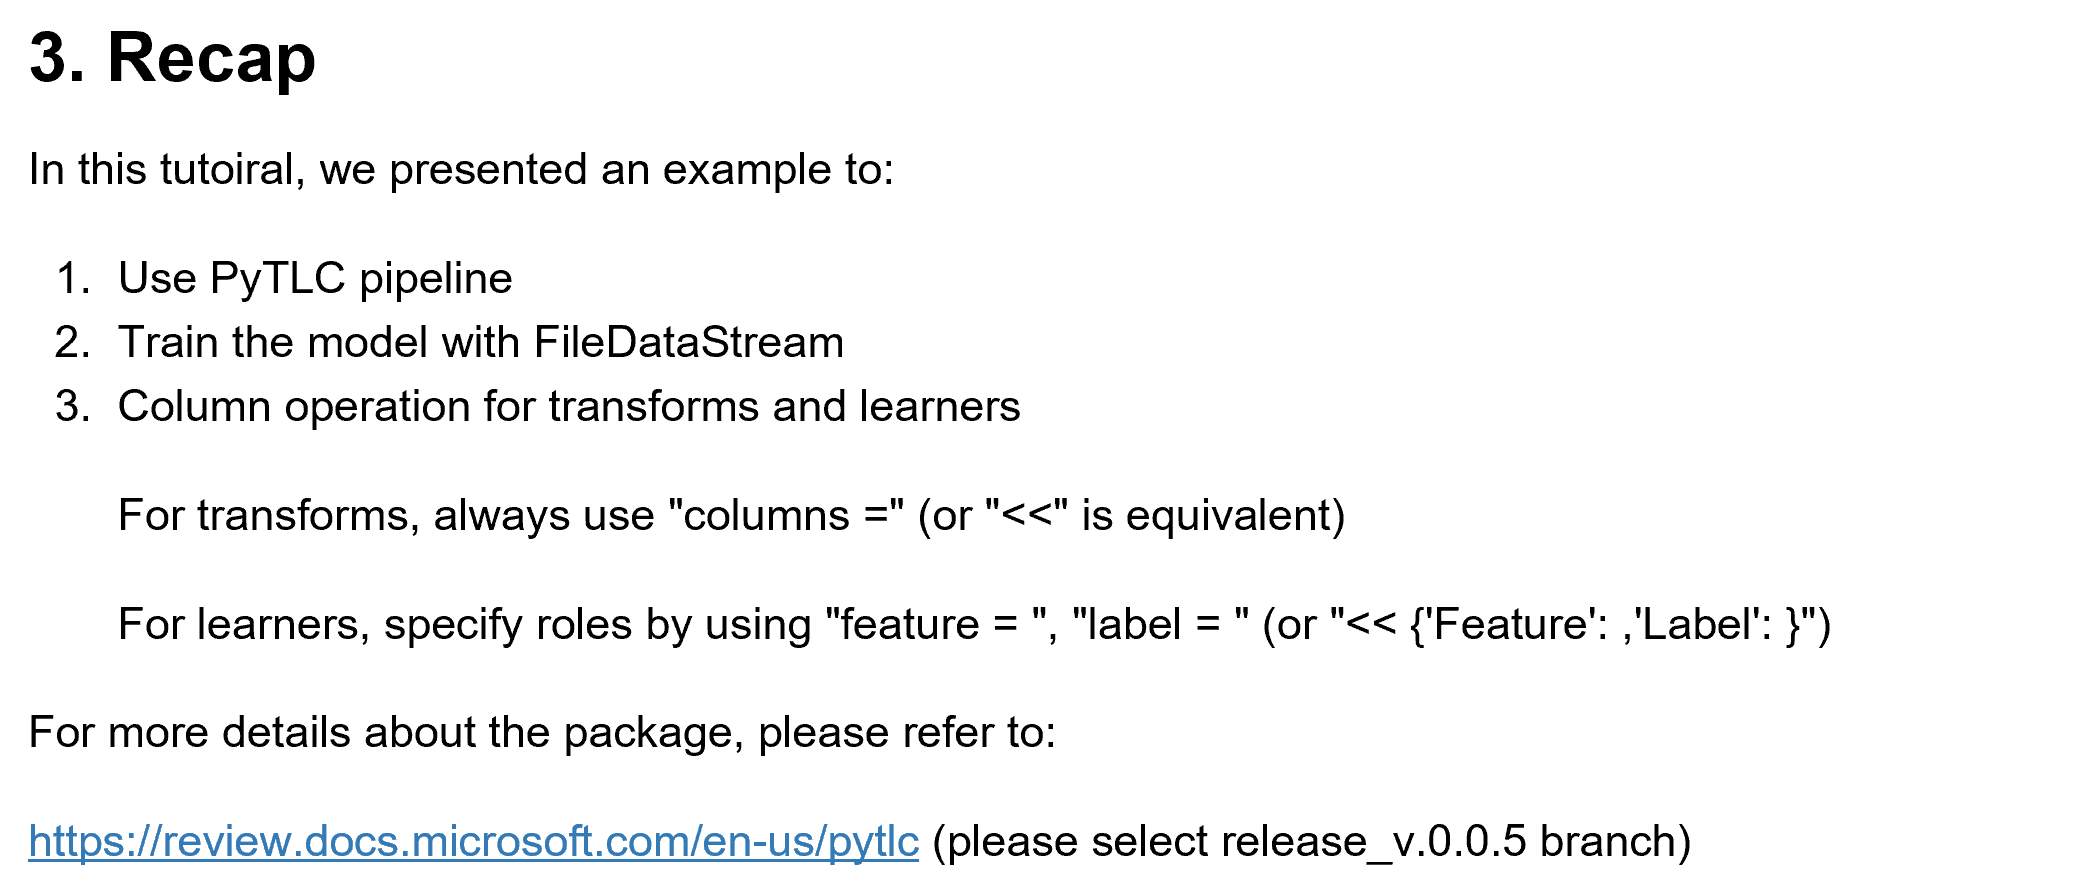 3. Recap
In this tutoiral, we presented an example to:
1. Use PyTLC pipeline
2. Train the model with FileDataStream
3. Column operation for transforms and learners
For transforms, always use "columns =" (or "<<" is equivalent)
For learners, specify roles by using "feature = ", "label = " (or "<< {'Feature': ,'Label': }")
For more details about the package, please refer to:
https://review.docs.microsoft.com/en-us/pytlc (please select release_v.0.0.5 branch)